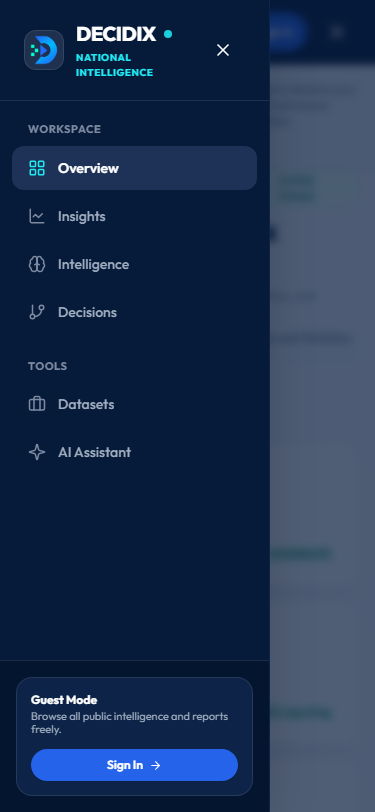 DECIDIX
NATIONAL
INTELLIGENCE
WORKSPACE
Overview
Insights
Intelligence
Decisions
TOOLS
Datasets
AI Assistant
Guest Mode
Browse all public intelligence and reports
freely.
Sign In →